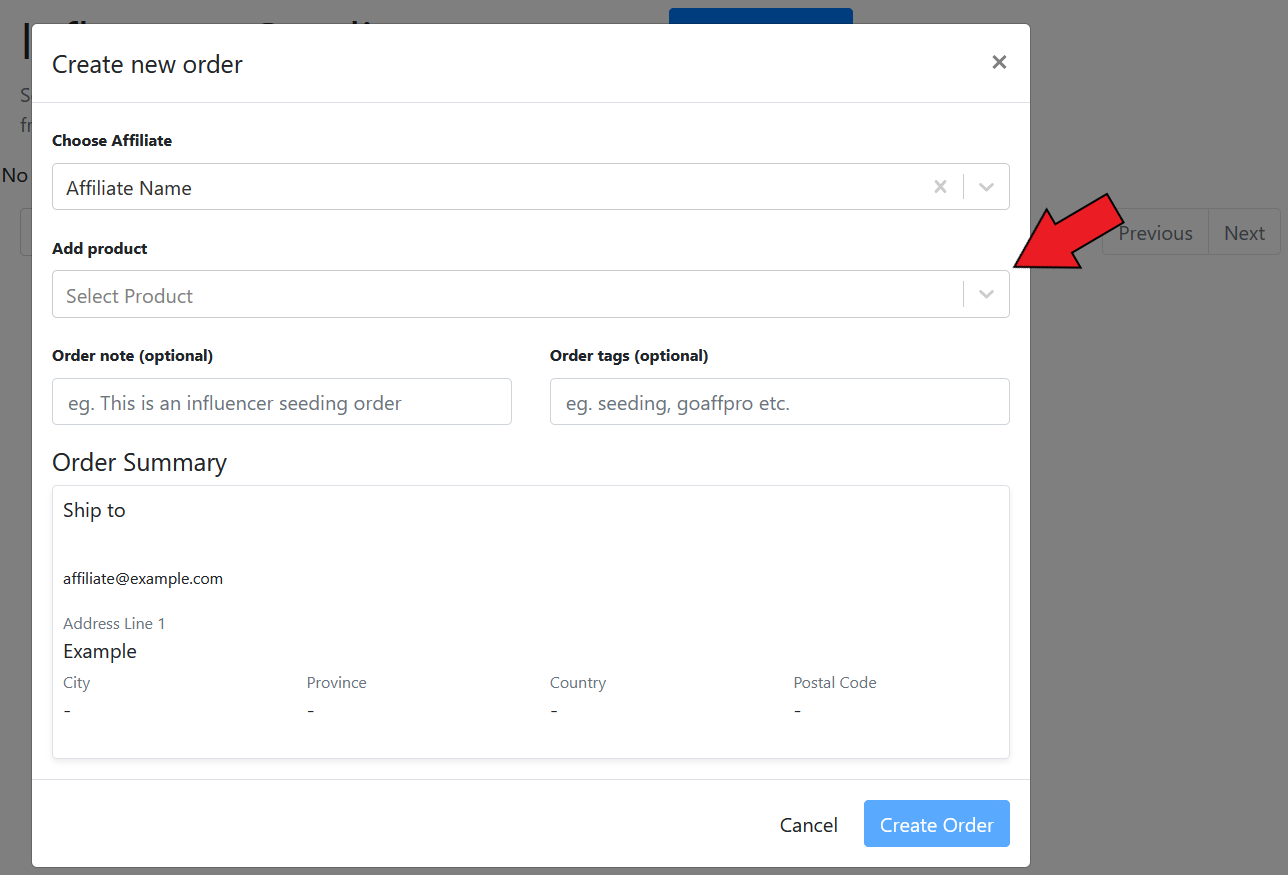 Create new order
Choose Affiliate
Affiliate Name
Add product
Select Product
Order note (optional) Order tags (optional)
eg. This is an influencer seeding order eg. seeding, goaffpro etc.
Order Summary
Ship to
affiliate@example.com
Address Line 1
Example
City Province Country Postal Code
- - - -
Cancel Create Order
No
Previous Next